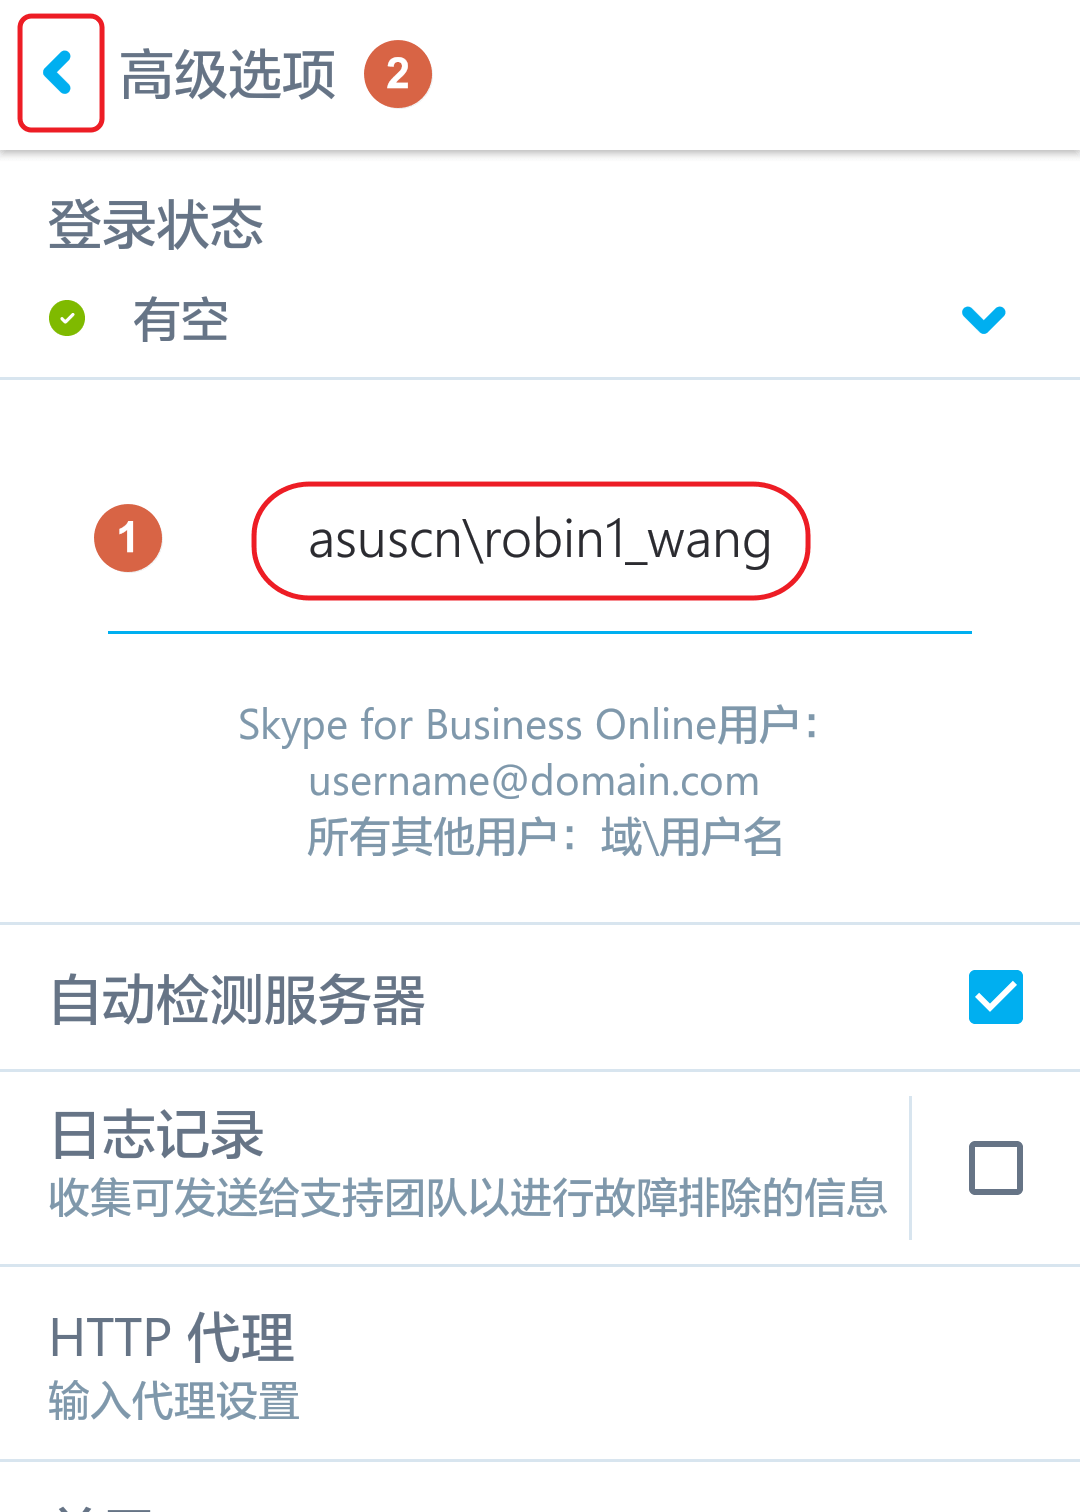 高级选项 2
登录状态
有空
1 asuscn\robin1_wang
Skype for Business Online用户：
username@domain.com
所有其他用户：域\用户名
自动检测服务器
日志记录
收集可发送给支持团队以进行故障排除的信息
HTTP 代理
输入代理设置